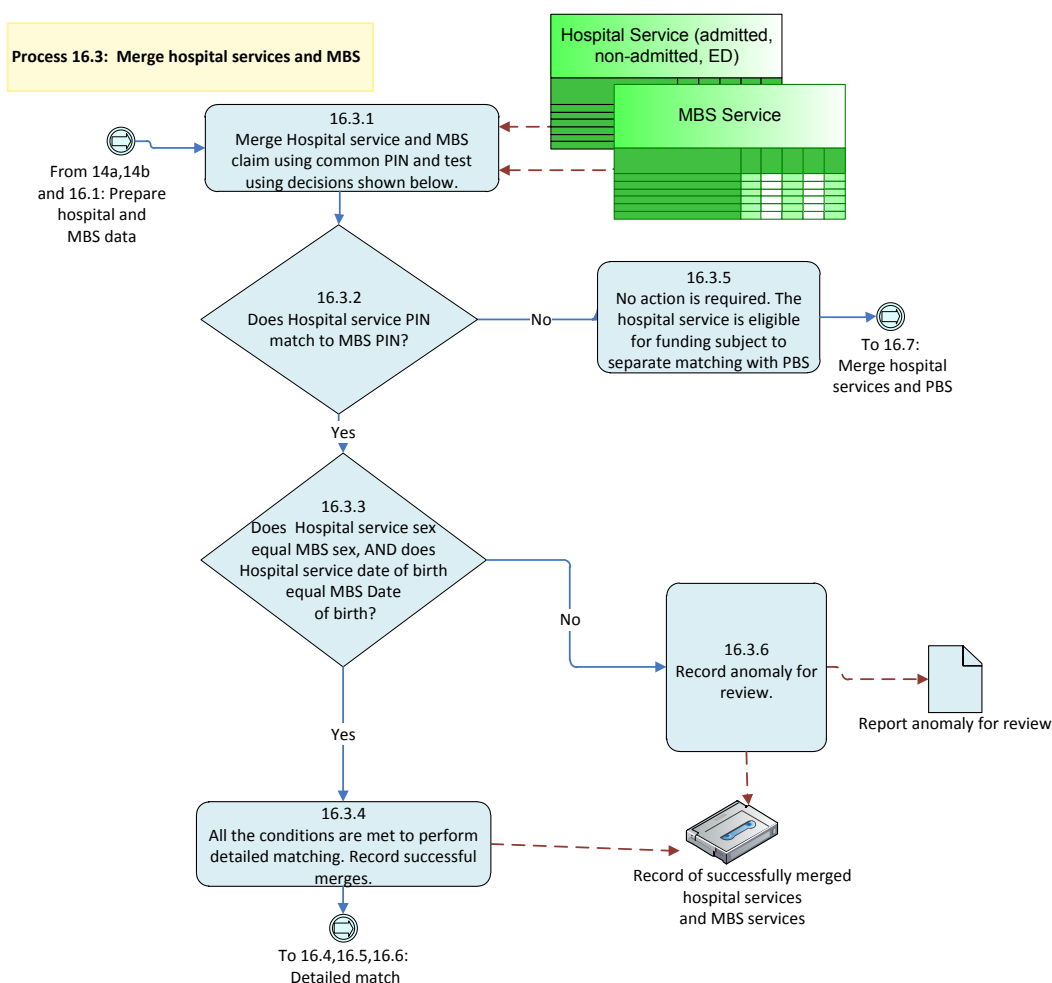 Process 16.3:  Merge hospital services and MBS
Hospital Service (admitted,
non-admitted, ED)
MBS Service
16.3.1
Merge Hospital service and MBS
claim using common PIN and test
using decisions shown below.
From 14a,14b
and 16.1: Prepare
hospital and
MBS data
16.3.2
Does Hospital service PIN
match to MBS PIN?
No
16.3.5
No action is required. The
hospital service is eligible
for funding subject to
separate matching with PBS
To 16.7:
Merge hospital
services and PBS
Yes
16.3.3
Does  Hospital service sex
equal MBS sex, AND does
Hospital service date of birth
equal MBS Date
of birth?
No
16.3.6
Record anomaly for
review.
Report anomaly for review
Yes
16.3.4
All the conditions are met to perform
detailed matching. Record successful
merges.
Record of successfully merged
hospital services
and MBS services
To 16.4,16.5,16.6:
Detailed match